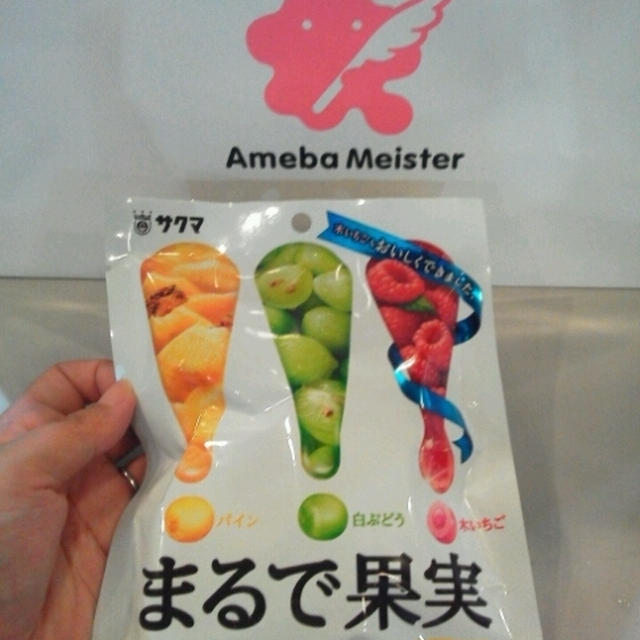 Ameba Meister
サクマ
木いちごもおいしくできました。
パイン
白ぶどう
木いちご
まるで果実